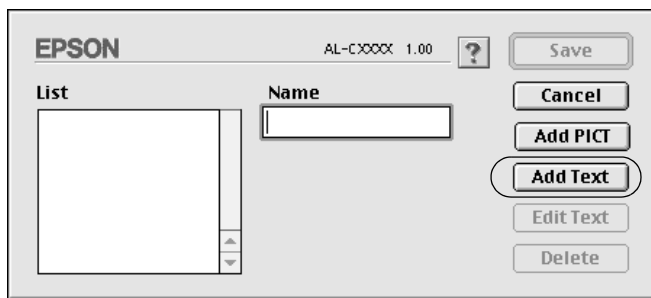 EPSON AL-CXXXX 1.00 ? Save
List Name Cancel
Add PICT
Add Text
Edit Text
Delete